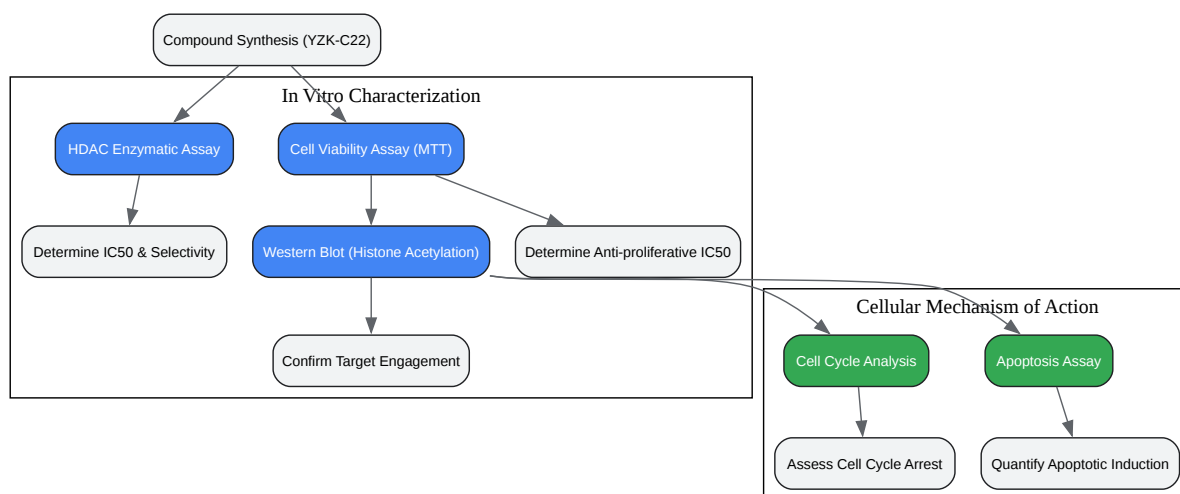 Compound Synthesis (YZK-C22)
In Vitro Characterization
HDAC Enzymatic Assay
Cell Viability Assay (MTT)
Determine IC50 & Selectivity
Western Blot (Histone Acetylation)
Determine Anti-proliferative IC50
Cellular Mechanism of Action
Confirm Target Engagement
Cell Cycle Analysis
Apoptosis Assay
Assess Cell Cycle Arrest
Quantify Apoptotic Induction